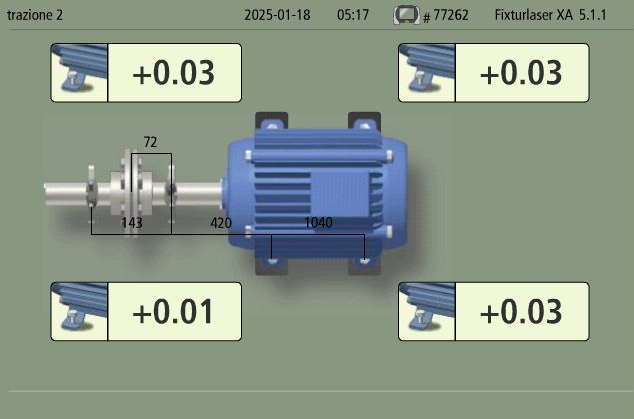 trazione 2 2025-01-18 05:17 # 77262 Fixturlaser XA 5.1.1
+0.03 +0.03
72
143 420 1040
+0.01 +0.03